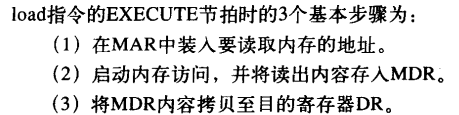 load指令的EXECUTE节拍时的3个基本步骤为：
（1）在MAR中装入要读取内存的地址。
（2）启动内存访问，并将读出内容存入MDR。
（3）将MDR内容拷贝至目的寄存器DR。